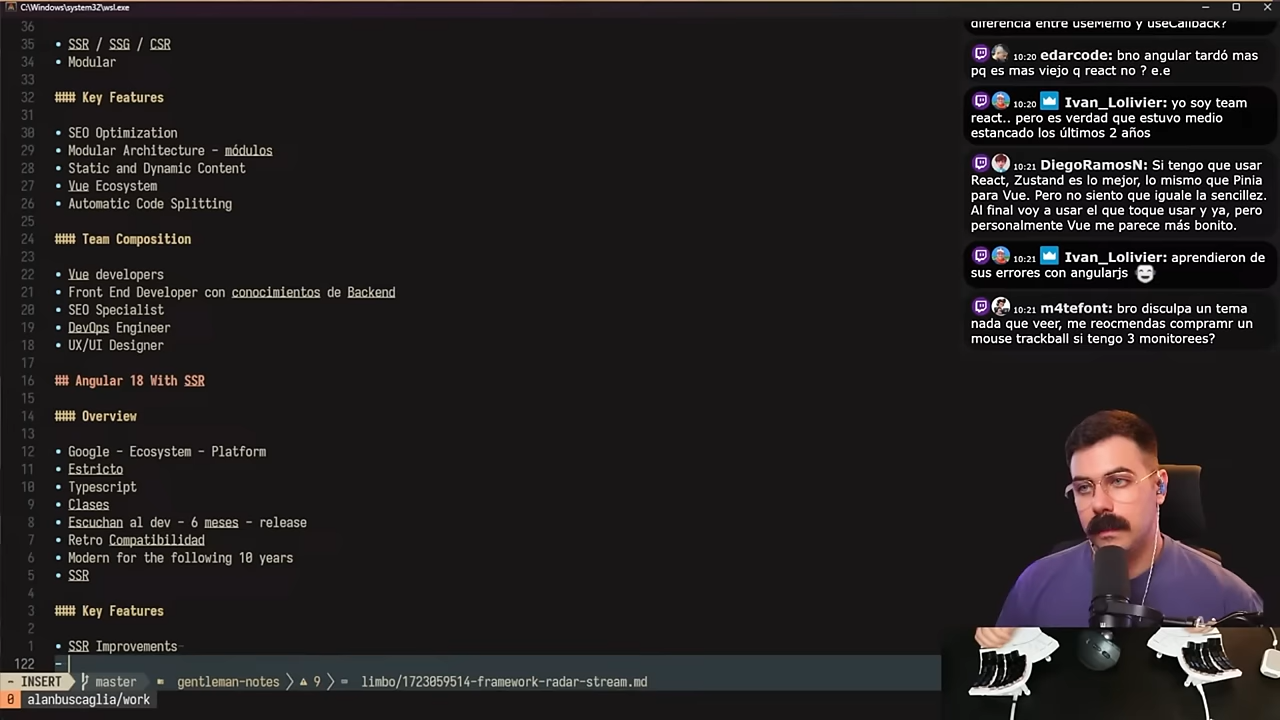 C:\Windows\system32\wsl.exe
36
35 • SSR / SSG / CSR
34 • Modular
33
32 ### Key Features
31
30 • SEO Optimization
29 • Modular Architecture - módulos
28 • Static and Dynamic Content
27 • Vue Ecosystem
26 • Automatic Code Splitting
25
24 ### Team Composition
23
22 • Vue developers
21 • Front End Developer con conocimientos de Backend
20 • SEO Specialist
19 • DevOps Engineer
18 • UX/UI Designer
17
16 ## Angular 18 With SSR
15
14 ### Overview
13
12 • Google - Ecosystem - Platform
11 • Estricto
10 • Typescript
9 • Clases
8 • Escuchan al dev - 6 meses - release
7 • Retro Compatibilidad
6 • Modern for the following 10 years
5 • SSR
4
3 ### Key Features
2
1 • SSR Improvements
122 -
- INSERT master gentleman-notes 9 limbo/1723059514-framework-radar-stream.md
0 alanbuscaglia/work
diferencia entre useMemo y useCallback?
10:20 edarcode: bno angular tardó mas
pq es mas viejo q react no ? e.e
10:20 Ivan_Lolivier: yo soy team
react.. pero es verdad que estuvo medio
estancado los últimos 2 años
10:21 DiegoRamosN: Si tengo que usar
React, Zustand es lo mejor, lo mismo que Pinia
para Vue. Pero no siento que iguale la sencillez.
Al final voy a usar el que toque usar y ya, pero
personalmente Vue me parece más bonito.
10:21 Ivan_Lolivier: aprendieron de
sus errores con angularjs
10:21 m4tefont: bro disculpa un tema
nada que veer, me reocmendas compramr un
mouse trackball si tengo 3 monitorees?